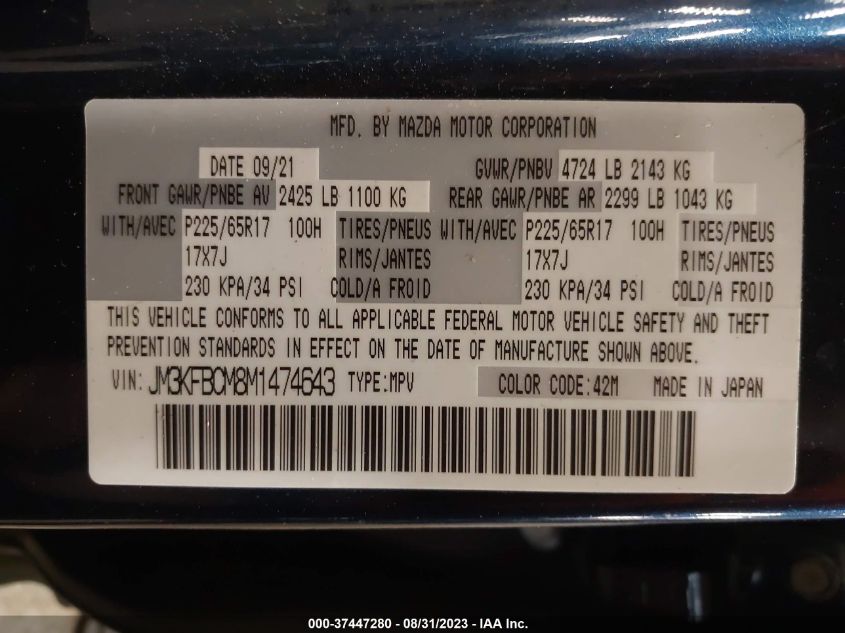 MFD. BY MAZDA MOTOR CORPORATION
DATE 09/21 GVWR/PNBV 4724 LB 2143 KG
FRONT GAWR/PNBE AV 2425 LB 1100 KG REAR GAWR/PNBE AR 2299 LB 1043 KG
WITH/AVEC P225/65R17 100H TIRES/PNEUS WITH/AVEC P225/65R17 100H TIRES/PNEUS
17X7J RIMS/JANTES 17X7J RIMS/JANTES
230 KPA/34 PSI COLD/A FROID 230 KPA/34 PSI COLD/A FROID
THIS VEHICLE CONFORMS TO ALL APPLICABLE FEDERAL MOTOR VEHICLE SAFETY AND THEFT
PREVENTION STANDARDS IN EFFECT ON THE DATE OF MANUFACTURE SHOWN ABOVE.
VIN: JM3KFBCM8M1474643 TYPE:MPV COLOR CODE:42M MADE IN JAPAN
000-37447280 - 08/31/2023 - IAA Inc.